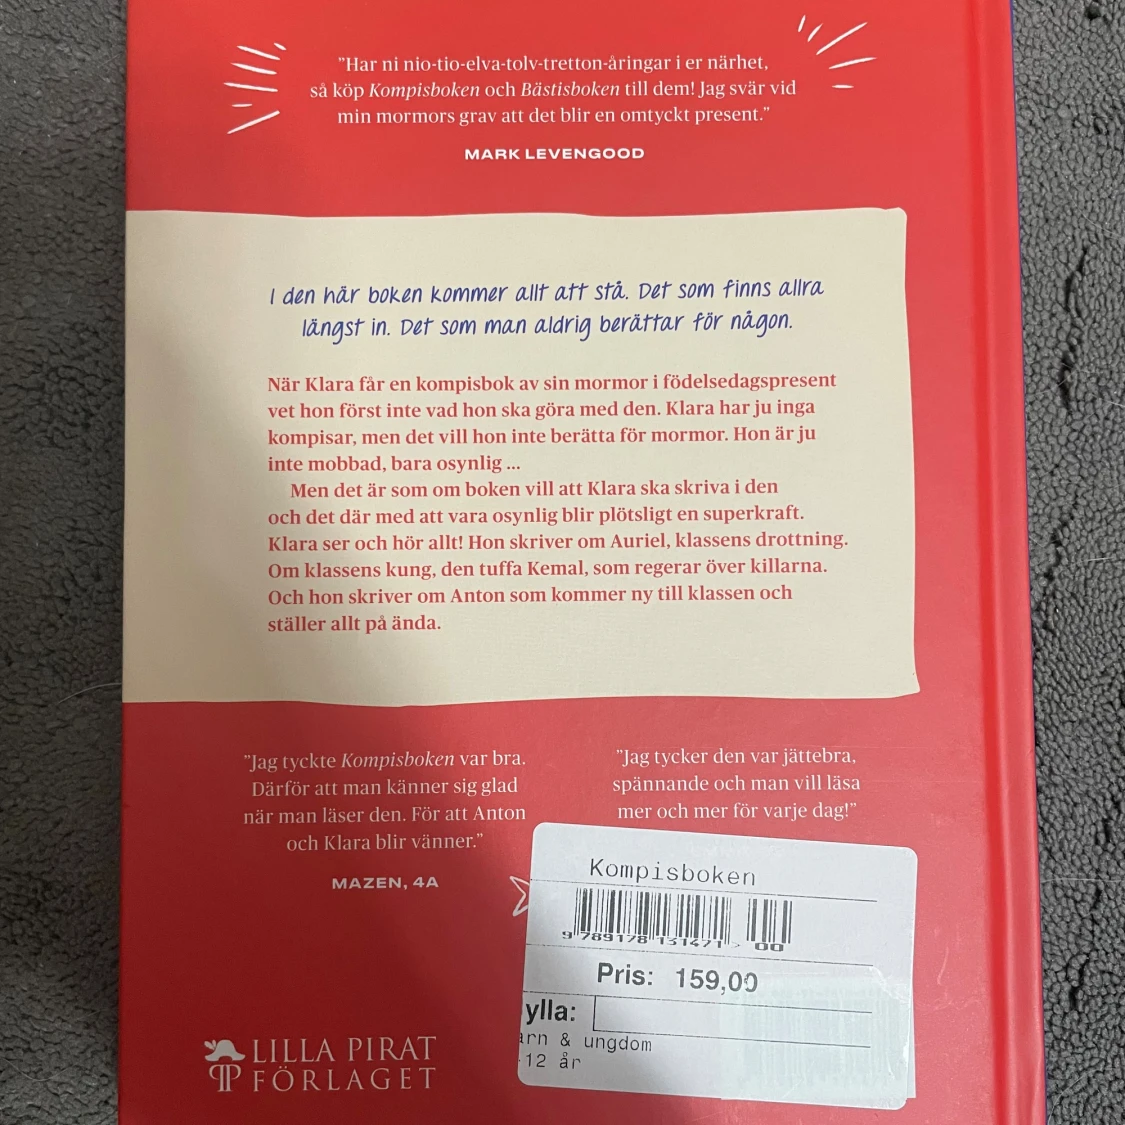 ”Har ni nio-tio-elva-tolv-tretton-åringar i er närhet,
så köp Kompisboken och Bästisboken till dem! Jag svär vid
min mormors grav att det blir en omtyckt present.”
MARK LEVENGOOD
I den här boken kommer allt att stå. Det som finns allra
längst in. Det som man aldrig berättar för någon.
När Klara får en kompisbok av sin mormor i födelsedagspresent
vet hon först inte vad hon ska göra med den. Klara har ju inga
kompisar, men det vill hon inte berätta för mormor. Hon är ju
inte mobbad, bara osynlig ...
Men det är som om boken vill att Klara ska skriva i den
och det där med att vara osynlig blir plötsligt en superkraft.
Klara ser och hör allt! Hon skriver om Auriel, klassens drottning.
Om klassens kung, den tuffa Kemal, som regerar över killarna.
Och hon skriver om Anton som kommer ny till klassen och
ställer allt på ända.
”Jag tyckte Kompisboken var bra.
Därför att man känner sig glad
när man läser den. För att Anton
och Klara blir vänner.”
MAZEN, 4A
”Jag tycker den var jättebra,
spännande och man vill läsa
mer och mer för varje dag!”
Kompisboken
9 789178 131471 > 00
Pris: 159,00
ylla:
arn & ungdom
12 år
LILLA PIRAT
FÖRLAGET